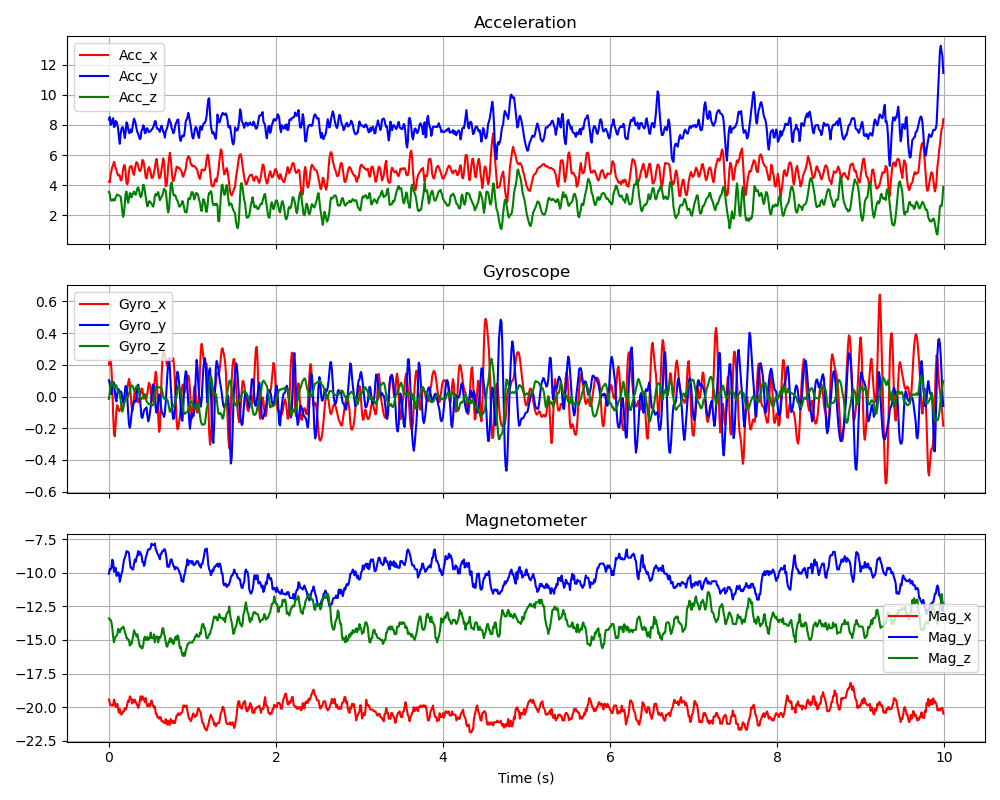 Acceleration
Acc_x
Acc_y
Acc_z
12
10
8
6
4
2
Gyroscope
Gyro_x
Gyro_y
Gyro_z
0.6
0.4
0.2
0.0
−0.2
−0.4
−0.6
Magnetometer
Mag_x
Mag_y
Mag_z
−7.5
−10.0
−12.5
−15.0
−17.5
−20.0
−22.5
0 2 4 6 8 10
Time (s)